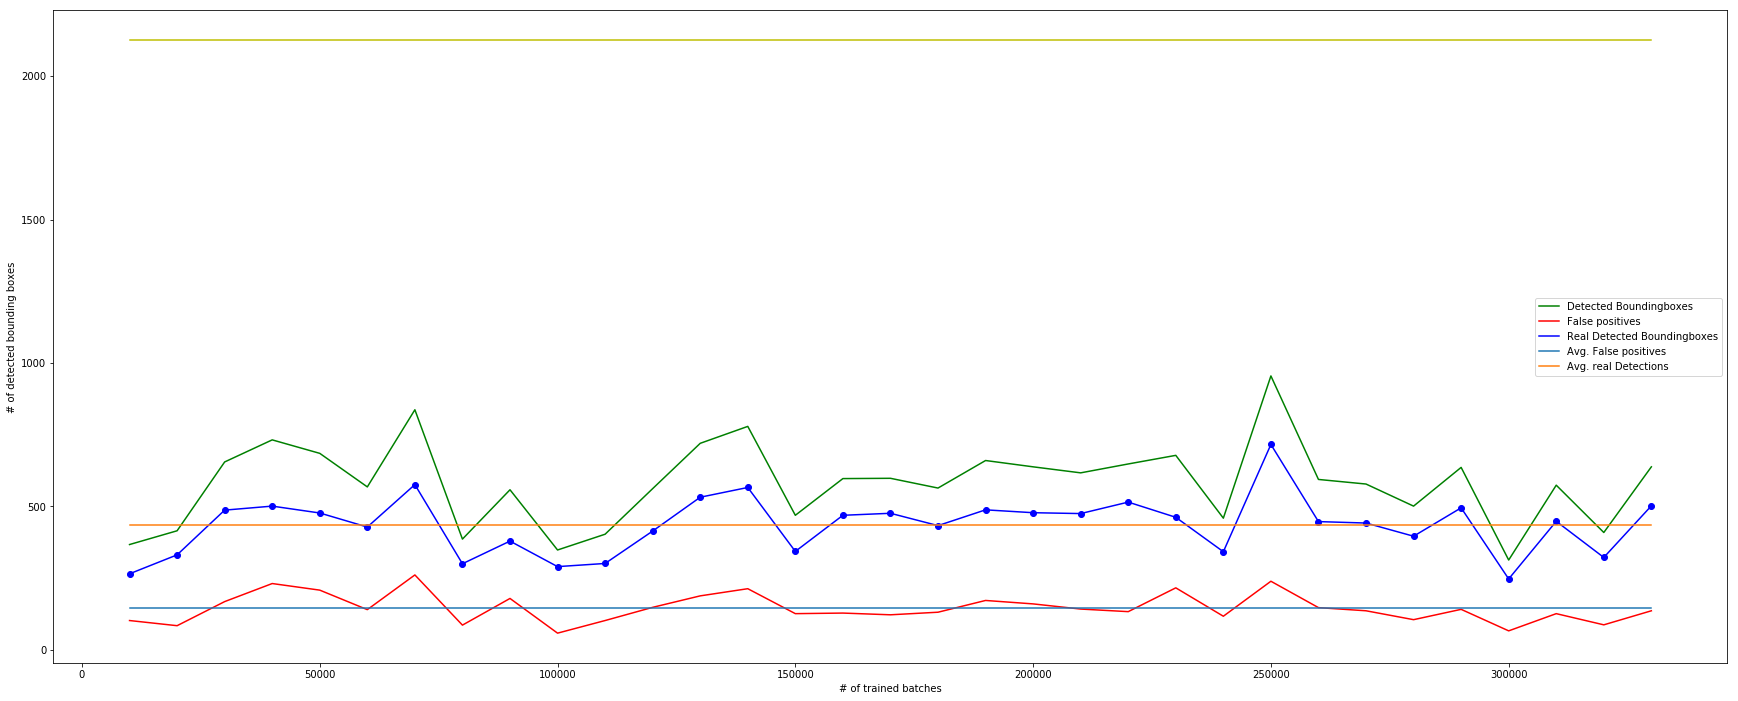 2000
1500
1000
500
0
# of detected bounding boxes
Detected Boundingboxes
False positives
Real Detected Boundingboxes
Avg. False positives
Avg. real Detections
0 50000 100000 150000 200000 250000 300000
# of trained batches